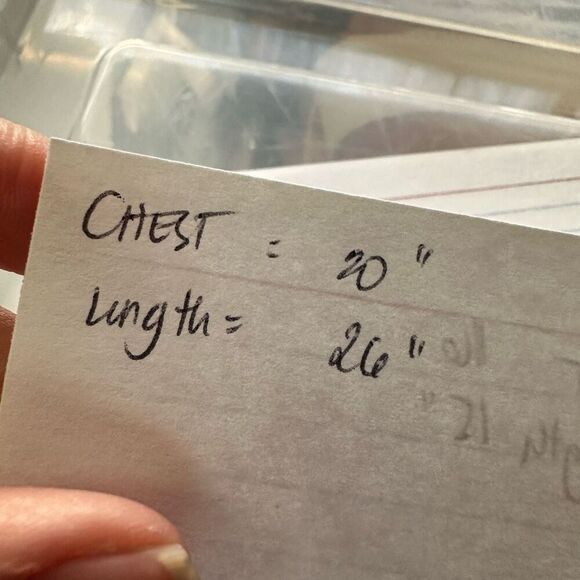 CHEST = 20"
Length = 26"